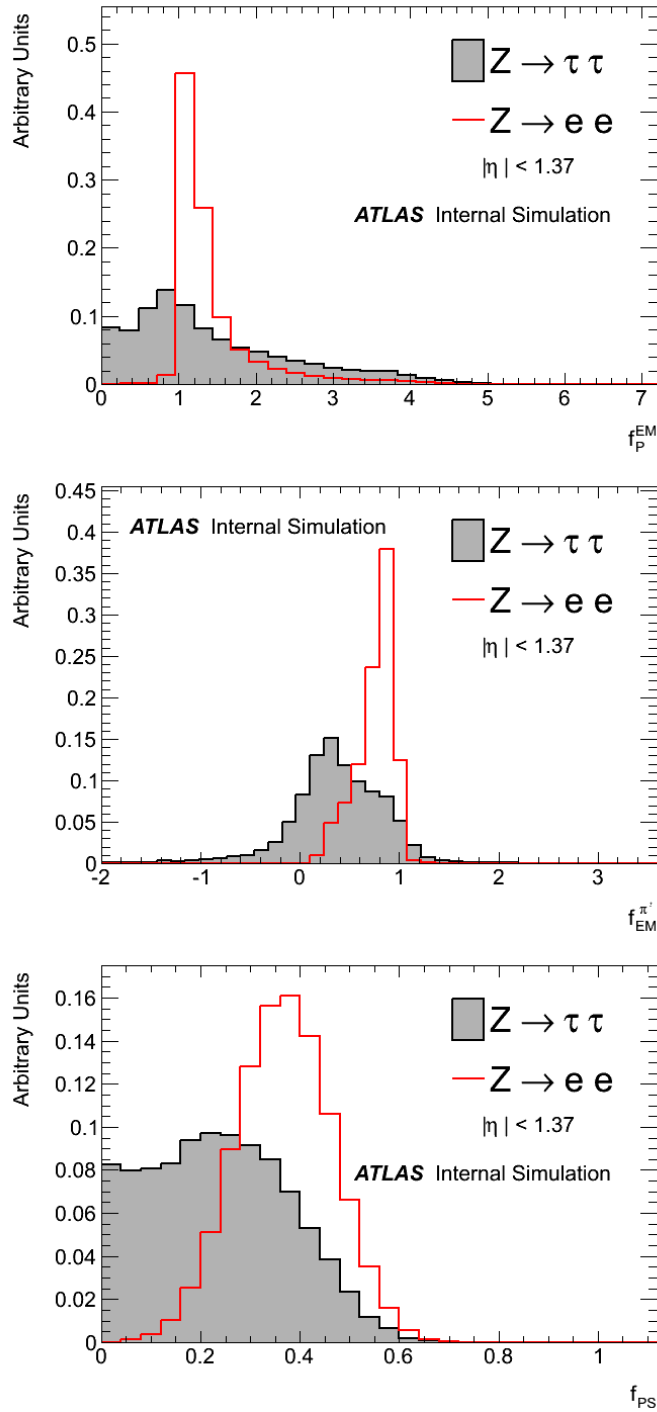 Arbitrary Units
0.5
0.4
0.3
0.2
0.1
0
Z → τ τ
Z → e e
|η| < 1.37
ATLAS Internal Simulation
0 1 2 3 4 5 6 7
f_P^EM
Arbitrary Units
0.45
0.4
0.35
0.3
0.25
0.2
0.15
0.1
0.05
0
ATLAS Internal Simulation
Z → τ τ
Z → e e
|η| < 1.37
-2 -1 0 1 2 3
f_EM^π
Arbitrary Units
0.16
0.14
0.12
0.1
0.08
0.06
0.04
0.02
0
Z → τ τ
Z → e e
|η| < 1.37
ATLAS Internal Simulation
0 0.2 0.4 0.6 0.8 1
f_PS